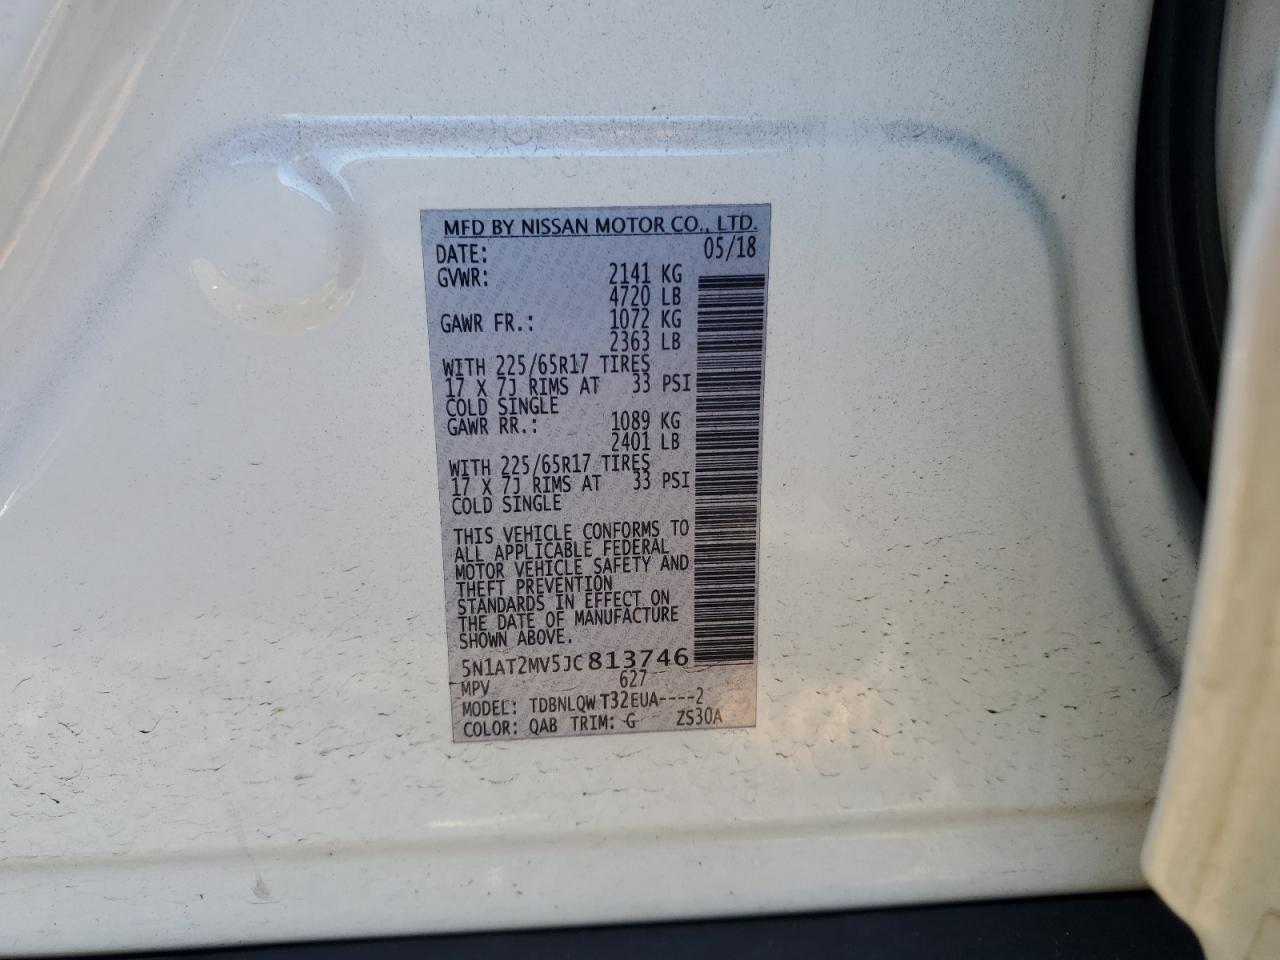 MFD BY NISSAN MOTOR CO., LTD.
DATE: 05/18
GVWR: 2141 KG
4720 LB
GAWR FR.: 1072 KG
2363 LB
WITH 225/65R17 TIRES
17 X 7J RIMS AT 33 PSI
COLD SINGLE
GAWR RR.: 1089 KG
2401 LB
WITH 225/65R17 TIRES
17 X 7J RIMS AT 33 PSI
COLD SINGLE
THIS VEHICLE CONFORMS TO
ALL APPLICABLE FEDERAL
MOTOR VEHICLE SAFETY AND
THEFT PREVENTION
STANDARDS IN EFFECT ON
THE DATE OF MANUFACTURE
SHOWN ABOVE.
5N1AT2MV5JC813746
MPV 627
MODEL: TDBNLQW T32EUA----2
COLOR: QAB TRIM: G ZS30A